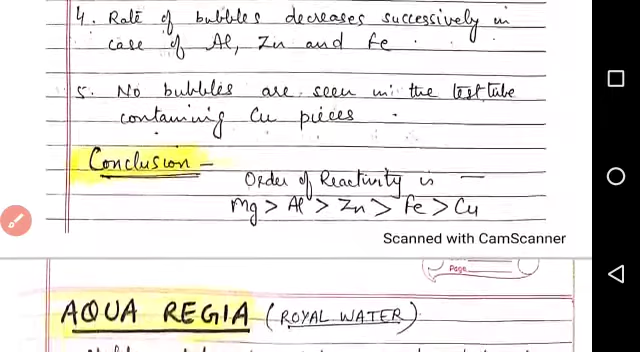 4. Rate of bubbles decreases successively in
case of Al, Zn and Fe.
5. No bubbles are seen in the test tube
containing Cu pieces.
Conclusion -
Order of Reactivity is —
Mg > Al > Zn > Fe > Cu
Scanned with CamScanner
Page
AQUA REGIA (ROYAL WATER)